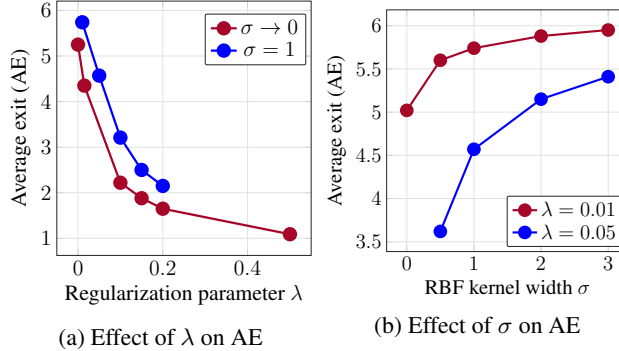 6
5
4
3
2
1
0
0.2
0.4
Average exit (AE)
Regularization parameter λ
σ → 0
σ = 1
(a) Effect of λ on AE
6
5.5
5
4.5
4
3.5
0
1
2
3
Average exit (AE)
RBF kernel width σ
λ = 0.01
λ = 0.05
(b) Effect of σ on AE